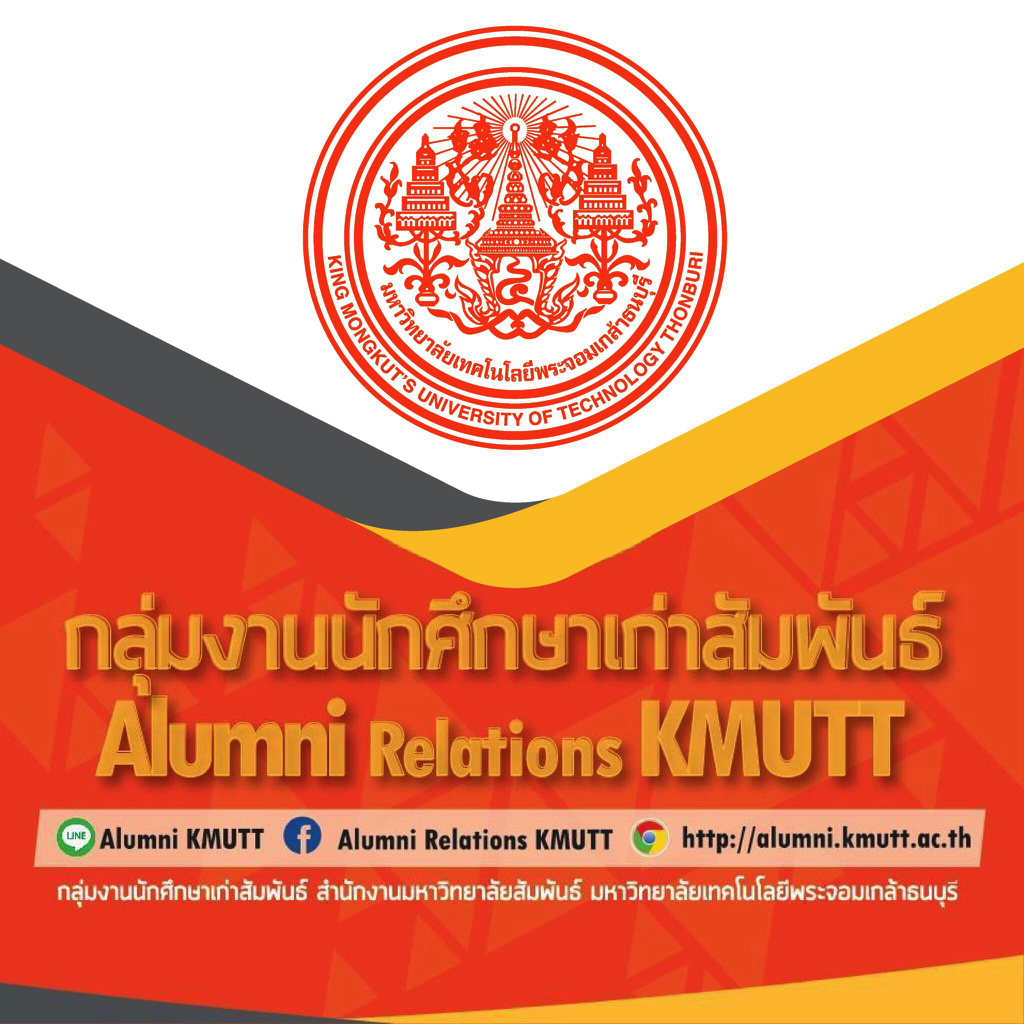 มหาวิทยาลัยเทคโนโลยีพระจอมเกล้าธนบุรี
KING MONGKUT'S UNIVERSITY OF TECHNOLOGY THONBURI
กลุ่มงานนักศึกษาเก่าสัมพันธ์
Alumni Relations KMUTT
LINE Alumni KMUTT f Alumni Relations KMUTT http://alumni.kmutt.ac.th
กลุ่มงานนักศึกษาเก่าสัมพันธ์ สำนักงานมหาวิทยาลัยสัมพันธ์ มหาวิทยาลัยเทคโนโลยีพระจอมเกล้าธนบุรี